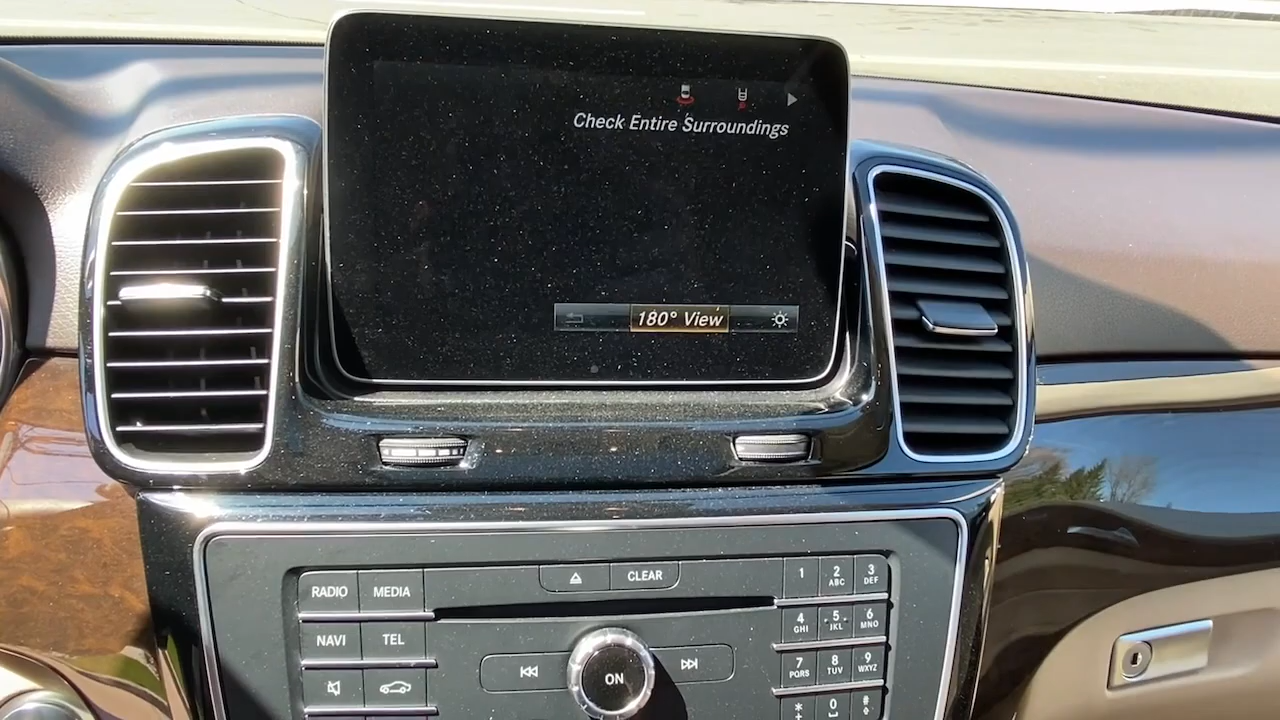 Check Entire Surroundings
180° View
CLEAR
RADIO MEDIA
NAVI TEL
ON
1 2 ABC 3 DEF
4 GHI 5 JKL 6 MNO
7 PQRS 8 TUV 9 WXYZ
* + 0 #